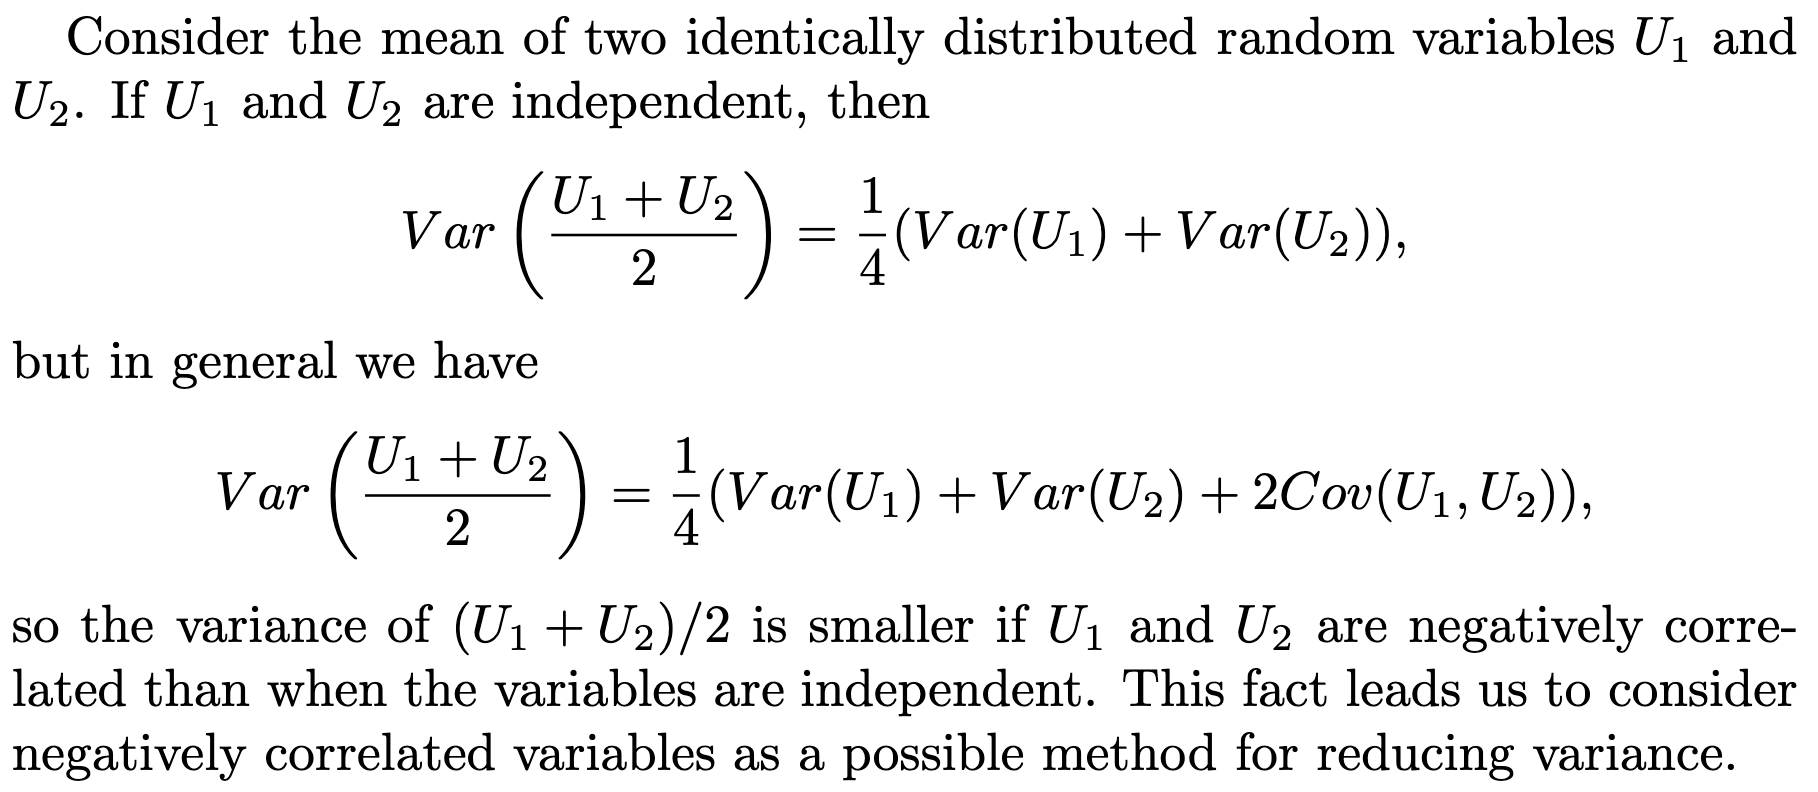 Consider the mean of two identically distributed random variables $U_1$ and
$U_2$. If $U_1$ and $U_2$ are independent, then
$$Var\left(\frac{U_1 + U_2}{2}\right) = \frac{1}{4}(Var(U_1) + Var(U_2)),$$
but in general we have
$$Var\left(\frac{U_1 + U_2}{2}\right) = \frac{1}{4}(Var(U_1) + Var(U_2) + 2Cov(U_1, U_2)),$$
so the variance of $(U_1 + U_2)/2$ is smaller if $U_1$ and $U_2$ are negatively corre-
lated than when the variables are independent. This fact leads us to consider
negatively correlated variables as a possible method for reducing variance.